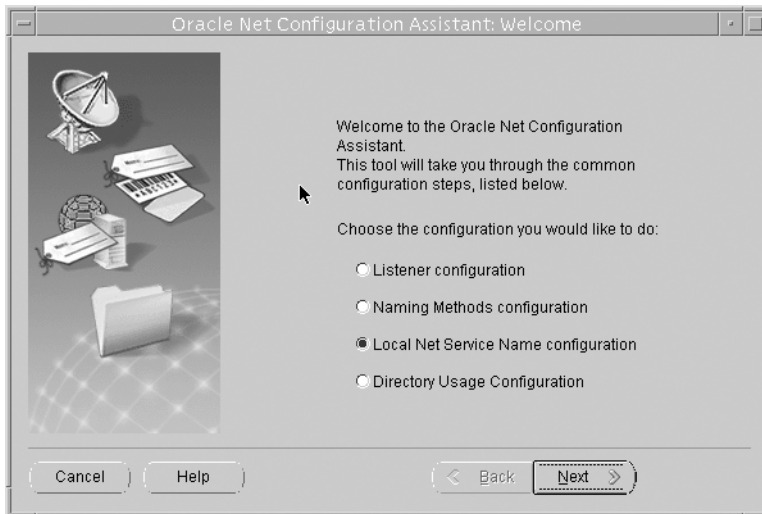 Oracle Net Configuration Assistant: Welcome
Welcome to the Oracle Net Configuration
Assistant.
This tool will take you through the common
configuration steps, listed below.
Choose the configuration you would like to do:
Listener configuration
Naming Methods configuration
Local Net Service Name configuration
Directory Usage Configuration
Cancel
Help
Back
Next